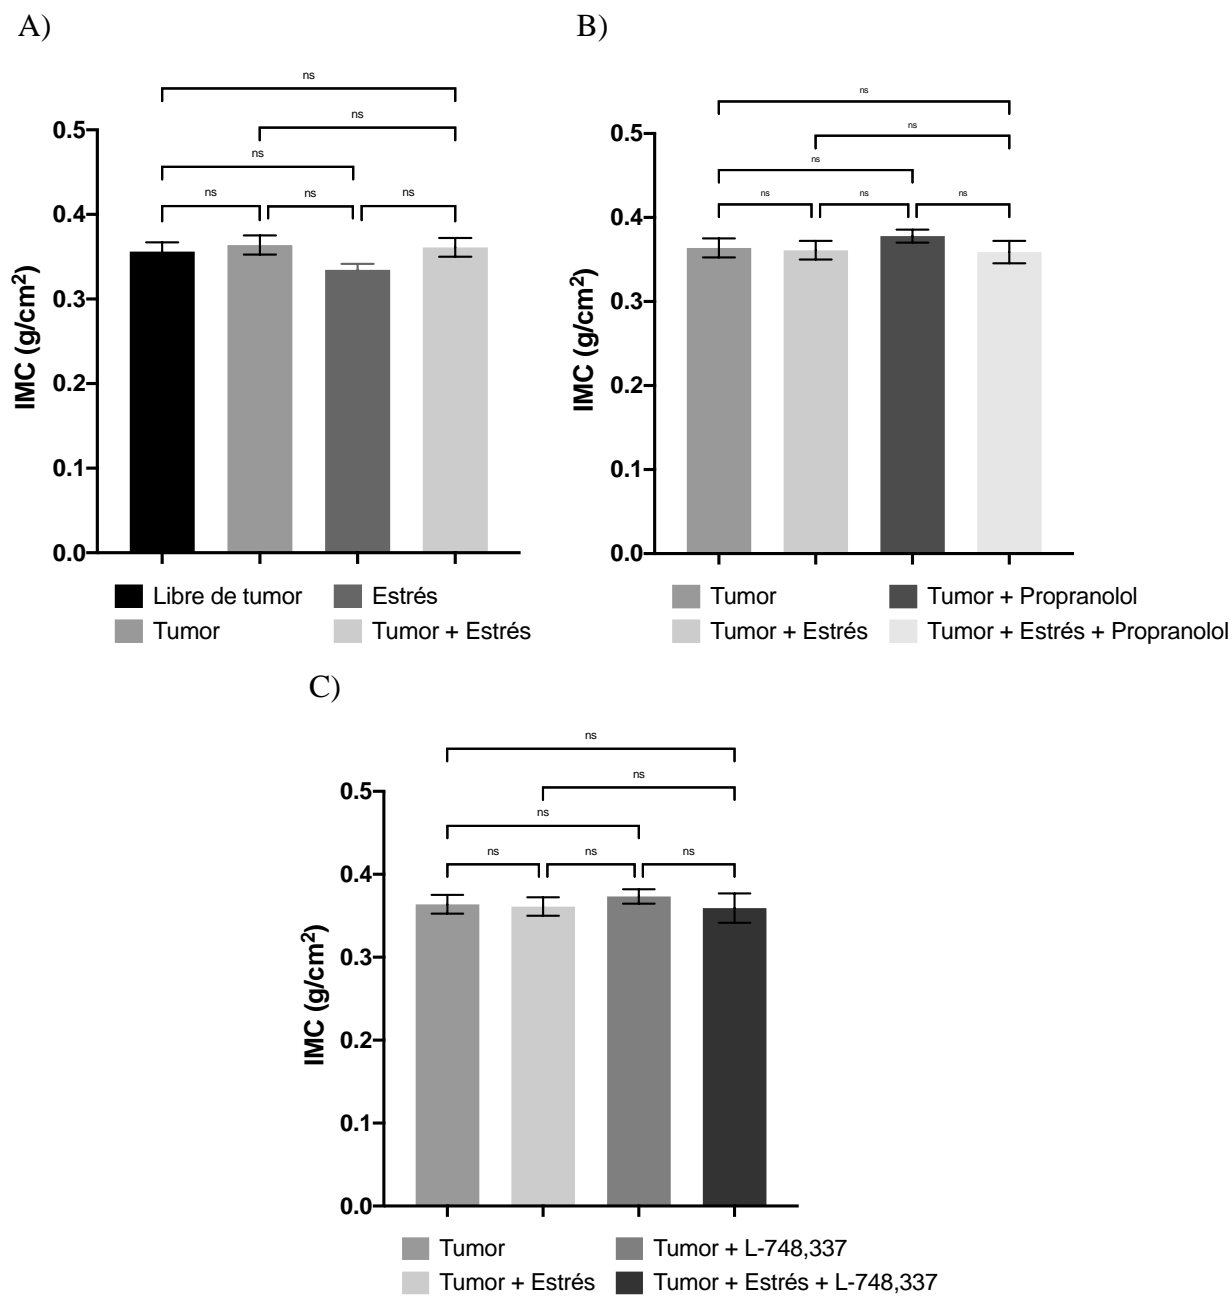 A)
ns
ns
ns
ns
ns
ns
0.5
0.4
0.3
0.2
0.1
0.0
IMC (g/cm²)
Libre de tumor
Estrés
Tumor
Tumor + Estrés
B)
ns
ns
ns
ns
ns
ns
0.5
0.4
0.3
0.2
0.1
0.0
IMC (g/cm²)
Tumor
Tumor + Propranolol
Tumor + Estrés
Tumor + Estrés + Propranolol
C)
ns
ns
ns
ns
ns
ns
0.5
0.4
0.3
0.2
0.1
0.0
IMC (g/cm²)
Tumor
Tumor + L-748,337
Tumor + Estrés
Tumor + Estrés + L-748,337